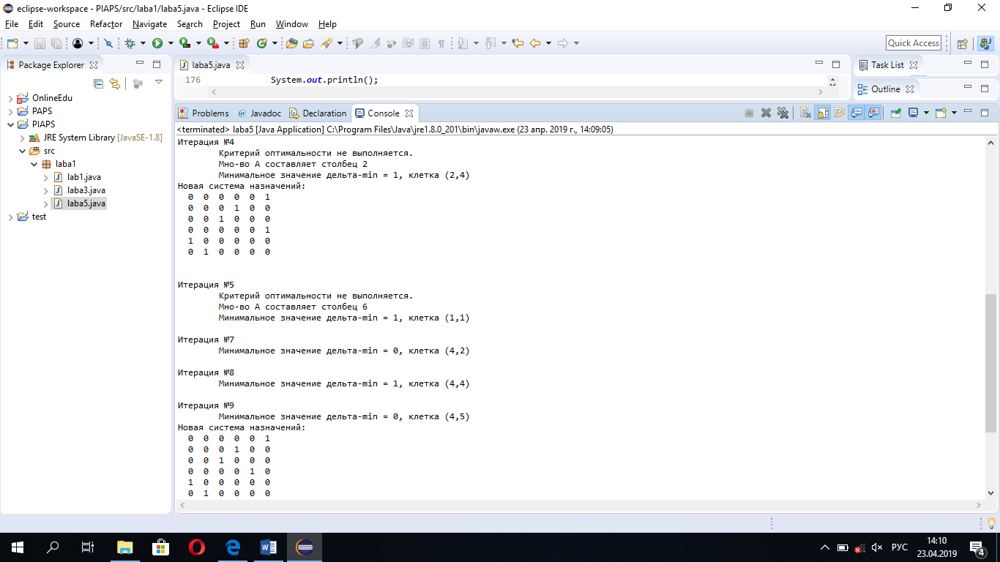 eclipse-workspace - PIAPS/src/laba1/laba5.java - Eclipse IDE
File Edit Source Refactor Navigate Search Project Run Window Help
Quick Access
Package Explorer
OnlineEdu
PAPS
PIAPS
JRE System Library [JavaSE-1.8]
src
laba1
lab1.java
laba3.java
laba5.java
test
laba5.java
176 System.out.println();
Task List
Outline
Problems @ Javadoc Declaration Console
<terminated> laba5 [Java Application] C:\Program Files\Java\jre1.8.0_201\bin\javaw.exe (23 апр. 2019 г., 14:09:05)
Итерация №4
Критерий оптимальности не выполняется.
Мно-во А составляет столбец 2
Минимальное значение дельта-min = 1, клетка (2,4)
Новая система назначений:
0 0 0 0 0 1
0 0 0 1 0 0
0 0 1 0 0 0
0 0 0 0 0 1
1 0 0 0 0 0
0 1 0 0 0 0
Итерация №5
Критерий оптимальности не выполняется.
Мно-во А составляет столбец 6
Минимальное значение дельта-min = 1, клетка (1,1)
Итерация №7
Минимальное значение дельта-min = 0, клетка (4,2)
Итерация №8
Минимальное значение дельта-min = 1, клетка (4,4)
Итерация №9
Минимальное значение дельта-min = 0, клетка (4,5)
Новая система назначений:
0 0 0 0 0 1
0 0 0 1 0 0
0 0 1 0 0 0
0 0 0 0 1 0
1 0 0 0 0 0
0 1 0 0 0 0
РУС
14:10
23.04.2019
4